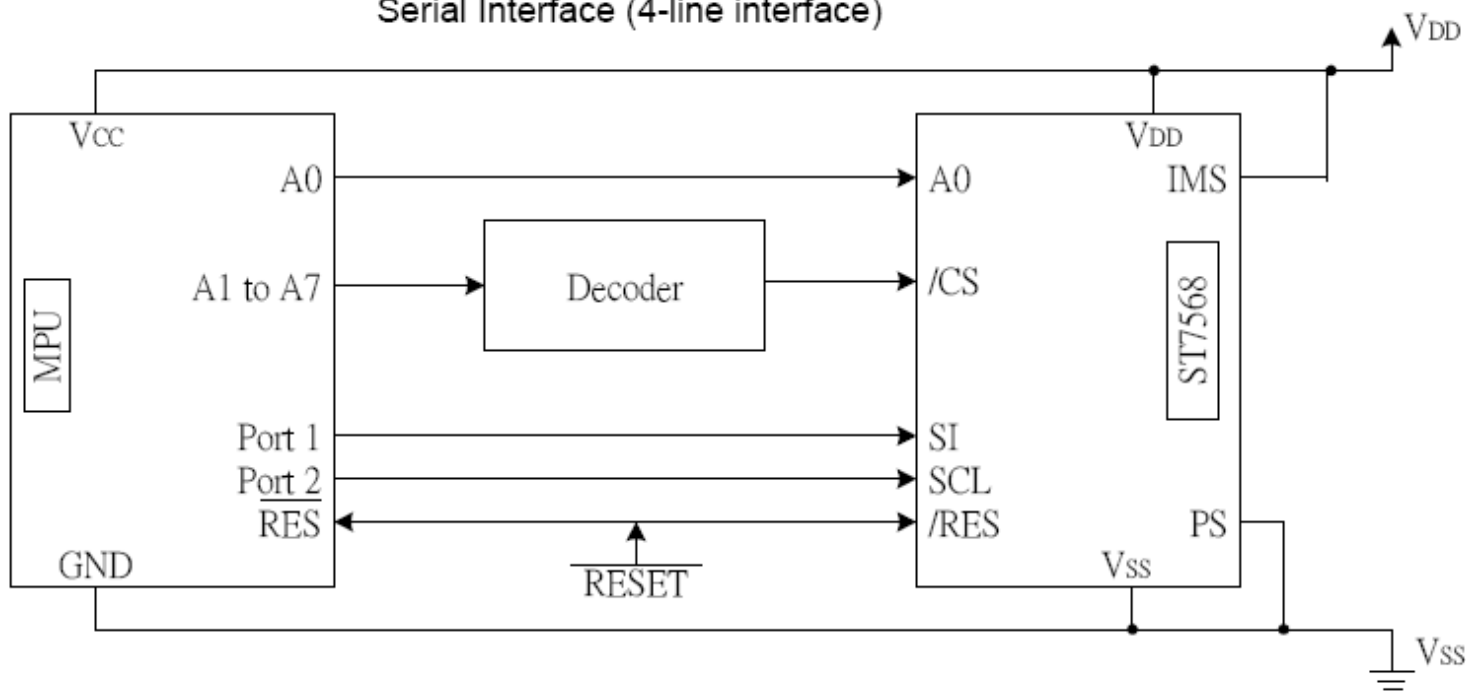 Serial Interface (4-line interface)
VDD
VCC
VDD
A0
A0
IMS
A1 to A7
Decoder
/CS
MPU
ST7568
Port 1
SI
Port 2
SCL
RES
/RES
PS
GND
RESET
VSS
VSS